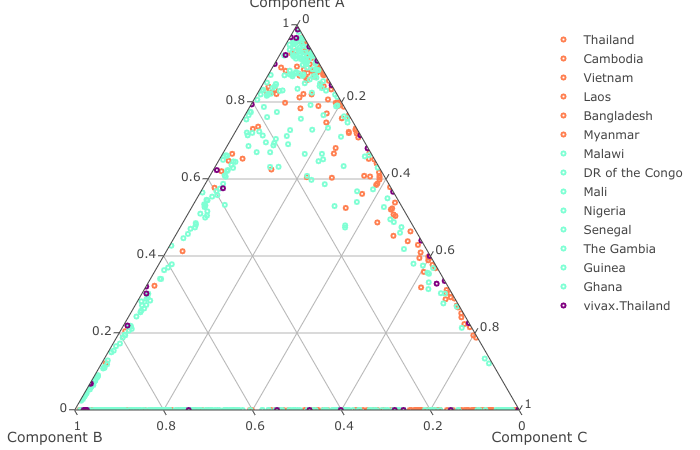 Component A
1 0
0.8 0.2
0.6 0.4
0.4 0.6
0.2 0.8
0 1
1 0.8 0.6 0.4 0.2 0
Component B Component C
Thailand
Cambodia
Vietnam
Laos
Bangladesh
Myanmar
Malawi
DR of the Congo
Mali
Nigeria
Senegal
The Gambia
Guinea
Ghana
vivax.Thailand